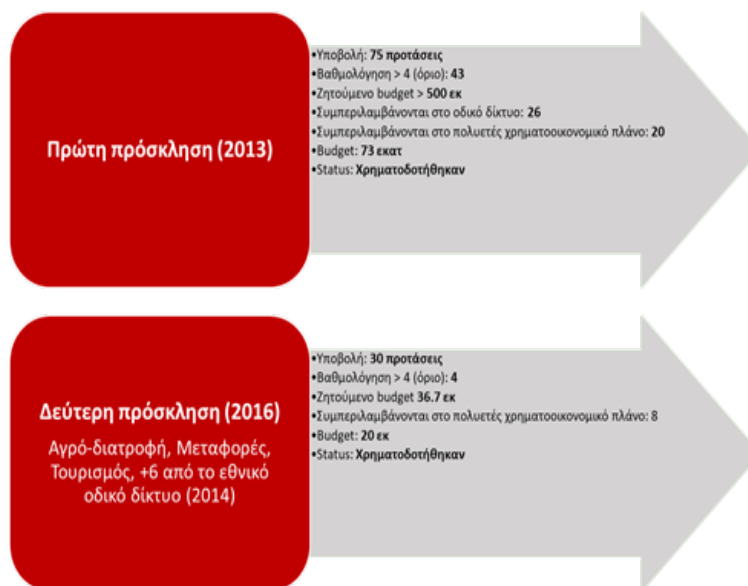 Πρώτη πρόσκληση (2013)
•Υποβολή: 75 προτάσεις
•Βαθμολόγηση > 4 (όριο): 43
•Ζητούμενο budget > 500 εκ
•Συμπεριλαμβάνονται στο οδικό δίκτυο: 26
•Συμπεριλαμβάνονται στο πολυετές χρηματοοικονομικό πλάνο: 20
•Budget: 73 εκατ
•Status: Χρηματοδοτήθηκαν
Δεύτερη πρόσκληση (2016)
Αγρό-διατροφή, Μεταφορές,
Τουρισμός, +6 από το εθνικό
οδικό δίκτυο (2014)
•Υποβολή: 30 προτάσεις
•Βαθμολόγηση > 4 (όριο): 4
•Ζητούμενο budget 36.7 εκ
•Συμπεριλαμβάνονται στο πολυετές χρηματοοικονομικό πλάνο: 8
•Budget: 20 εκ
•Status: Χρηματοδοτήθηκαν